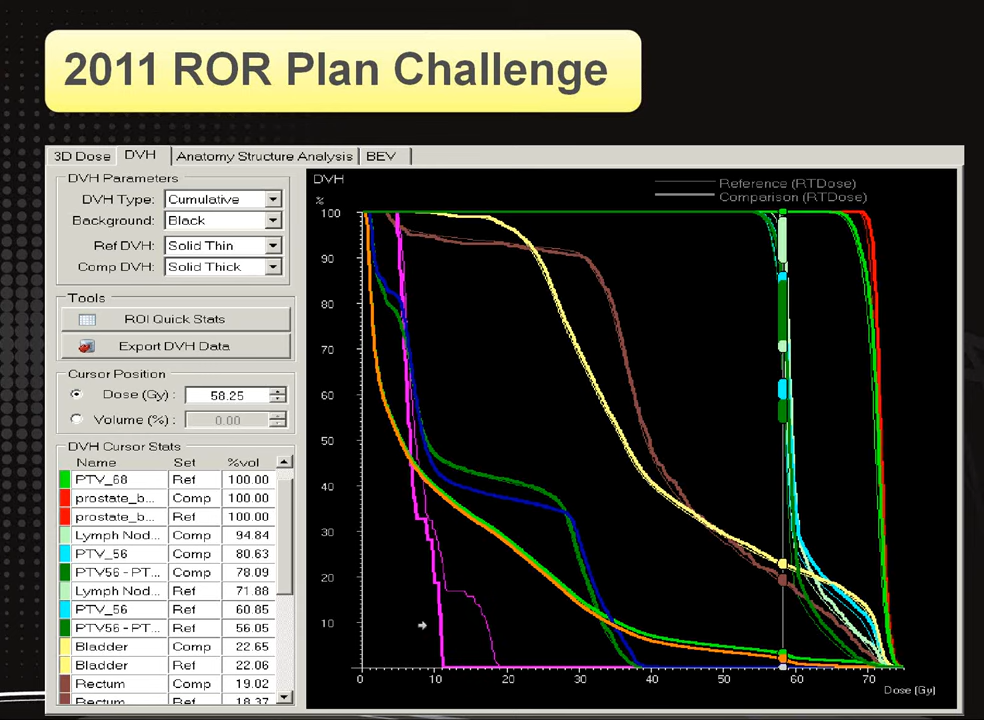 2011 ROR Plan Challenge
3D Dose DVH Anatomy Structure Analysis BEV
DVH Parameters
DVH Type: Cumulative
Background: Black
Ref DVH: Solid Thin
Comp DVH: Solid Thick
Tools
ROI Quick Stats
Export DVH Data
Cursor Position
Dose (Gy) : 58.25
Volume (%) : 0.00
DVH Cursor Stats
Name Set %vol
PTV_68 Ref 100.00
prostate_b... Comp 100.00
prostate_b... Ref 100.00
Lymph Nod... Comp 94.84
PTV_56 Comp 80.63
PTV56 - PT... Comp 78.09
Lymph Nod... Ref 71.88
PTV_56 Ref 60.85
PTV56 - PT... Ref 56.05
Bladder Comp 22.65
Bladder Ref 22.06
Rectum Comp 19.02
Rectum Ref 18.37
DVH
%
Reference (RTDose)
Comparison (RTDose)
100
90
80
70
60
50
40
30
20
10
0 10 20 30 40 50 60 70
Dose (Gy)